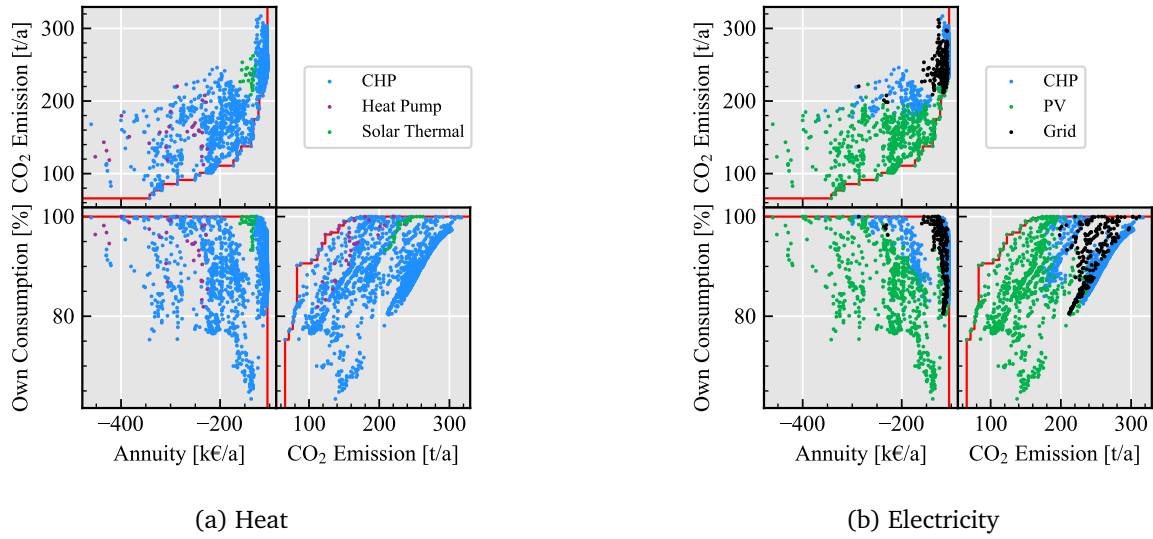 CO₂ Emission [t/a]
300
200
100
CHP
Heat Pump
Solar Thermal
Own Consumption [%]
100
80
−400
−200
100
200
300
Annuity [k€/a]
CO₂ Emission [t/a]
(a) Heat
CO₂ Emission [t/a]
300
200
100
CHP
PV
Grid
Own Consumption [%]
100
80
−400
−200
100
200
300
Annuity [k€/a]
CO₂ Emission [t/a]
(b) Electricity